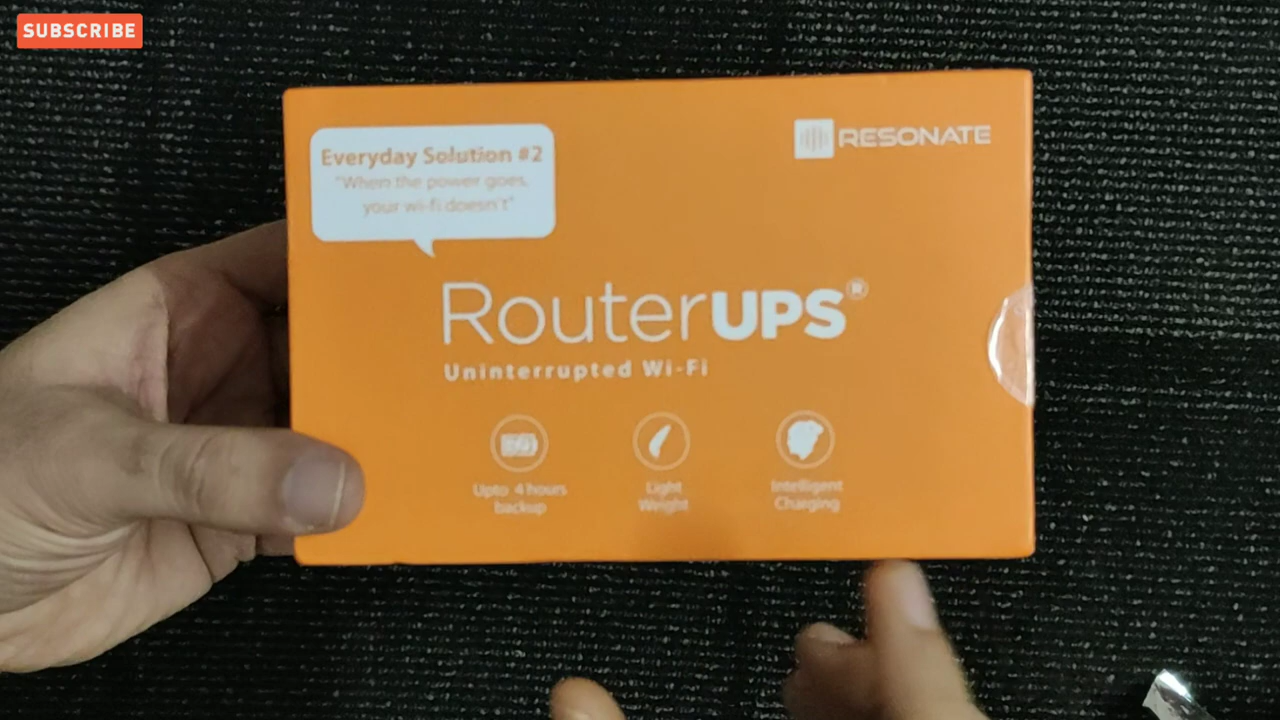 SUBSCRIBE
RESONATE
Everyday Solution #2
"When the power goes,
your wi-fi doesn't"
RouterUPS®
Uninterrupted Wi-Fi
Upto 4 hours
backup
Light
Weight
Intelligent
Charging